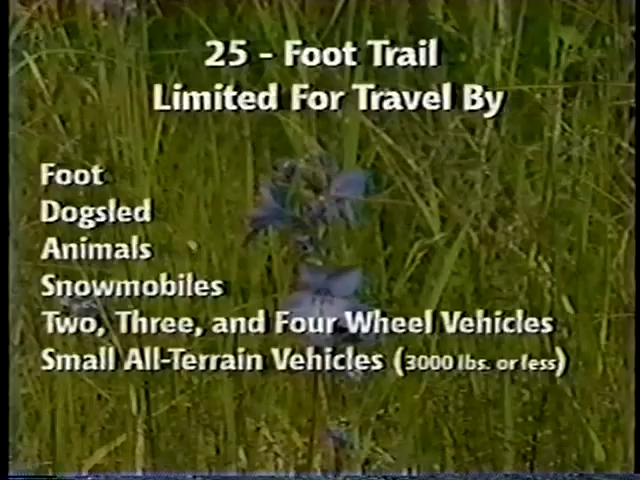 25 - Foot Trail
Limited For Travel By
Foot
Dogsled
Animals
Snowmobiles
Two, Three, and Four Wheel Vehicles
Small All-Terrain Vehicles (3000 lbs. or less)